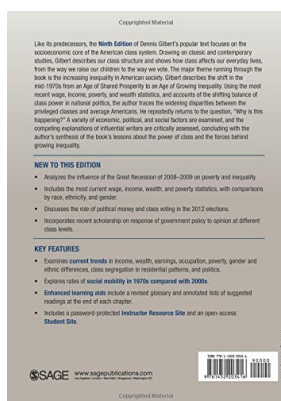 Copyrighted Material
Like its predecessors, the Ninth Edition of Dennis Gilbert's popular text focuses on the
socioeconomic core of the American class system. Drawing on classic and contemporary
studies, Gilbert describes our class structure and shows how class affects our everyday lives,
from the way we raise our children to the way we vote. The major theme running through
the book is the increasing inequality in American society. Gilbert describes the shift in the
mid-1970s from an Age of Shared Prosperity to an Age of Growing Inequality. Using the most
recent wage, income, poverty, and wealth statistics, and accounts of the shifting balance of
class power in national politics, the author traces the widening disparities between the
privileged classes and average Americans. He repeatedly returns to the question, "Why is this
happening?" A variety of economic, political, and social factors are examined, and the
competing explanations of influential writers are critically assessed, concluding with the
author's synthesis of the book's lessons about the power of class and the forces behind
growing inequality.
NEW TO THIS EDITION
• Analyzes the influence of the Great Recession of 2008–2009 on poverty and inequality.
• Includes the most current wage, income, wealth, and poverty statistics, with comparisons
by race, ethnicity, and gender.
• Discusses the role of political money and class voting in the 2012 elections.
• Incorporates recent scholarship on response of government policy to opinion at different
class levels.
KEY FEATURES
• Examines current trends in income, wealth, earnings, occupation, poverty, gender and
ethnic differences, class segregation in residential patterns, and politics.
• Explores rates of social mobility in 1970s compared with 2000s.
• Enhanced learning aids include a revised glossary and annotated lists of suggested
readings at the end of each chapter.
• Includes a password-protected Instructor Resource Site and an open-access
Student Site.
90000
SAGE www.sagepublications.com
Copyrighted Material